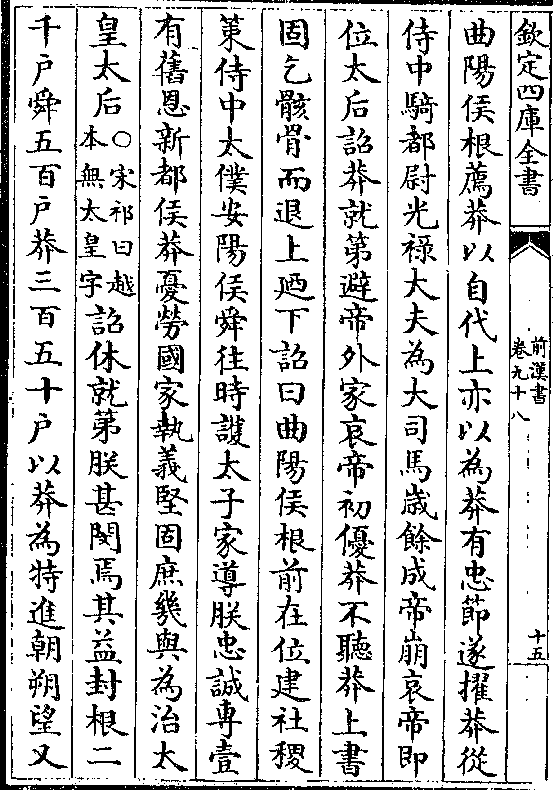 欽定四庫全書
前漢書
卷九十八
十五
曲陽侯根薦莽以自代上亦以為莽有忠節遂擢莽從
侍中騎都尉光祿大夫為大司馬歲餘成帝崩哀帝即
位太后詔莽就第避帝外家哀帝初優莽不聽莽上書
固乞骸骨而退上廼下詔曰曲陽侯根前在位建社稷
策侍中太僕安陽侯舜往時護太子家導朕忠誠專壹
有舊恩新都侯莽憂勞國家執義堅固庶幾與為治太
皇太后〇宋祁曰越本無太皇字詔休就第朕甚閔焉其益封根二
千戶舜五百戶莽三百五十戶以莽為特進朝朔望又